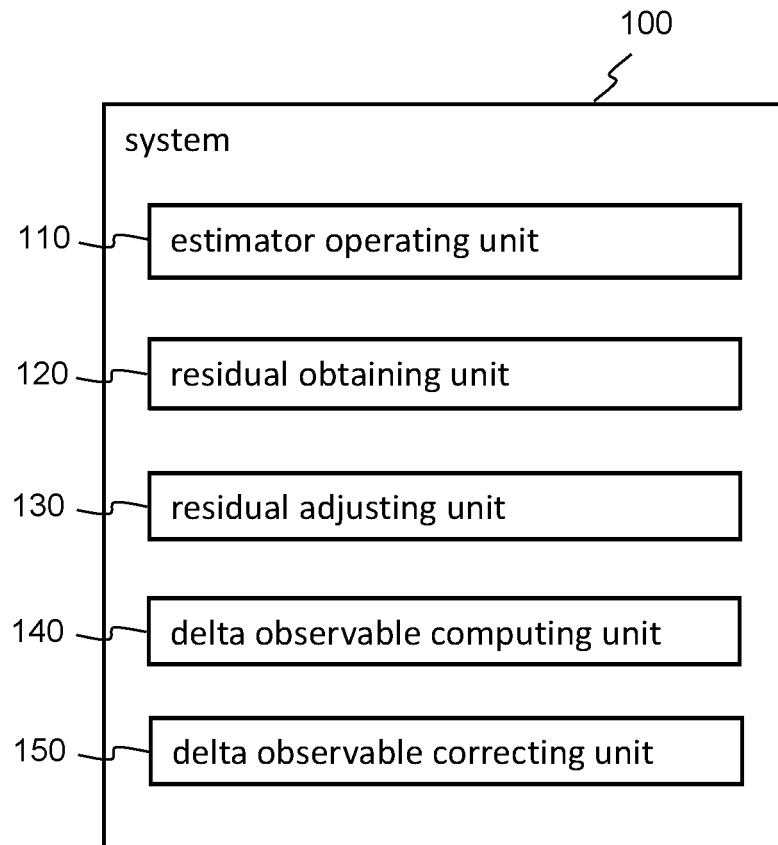 100
system
110 estimator operating unit
120 residual obtaining unit
130 residual adjusting unit
140 delta observable computing unit
150 delta observable correcting unit